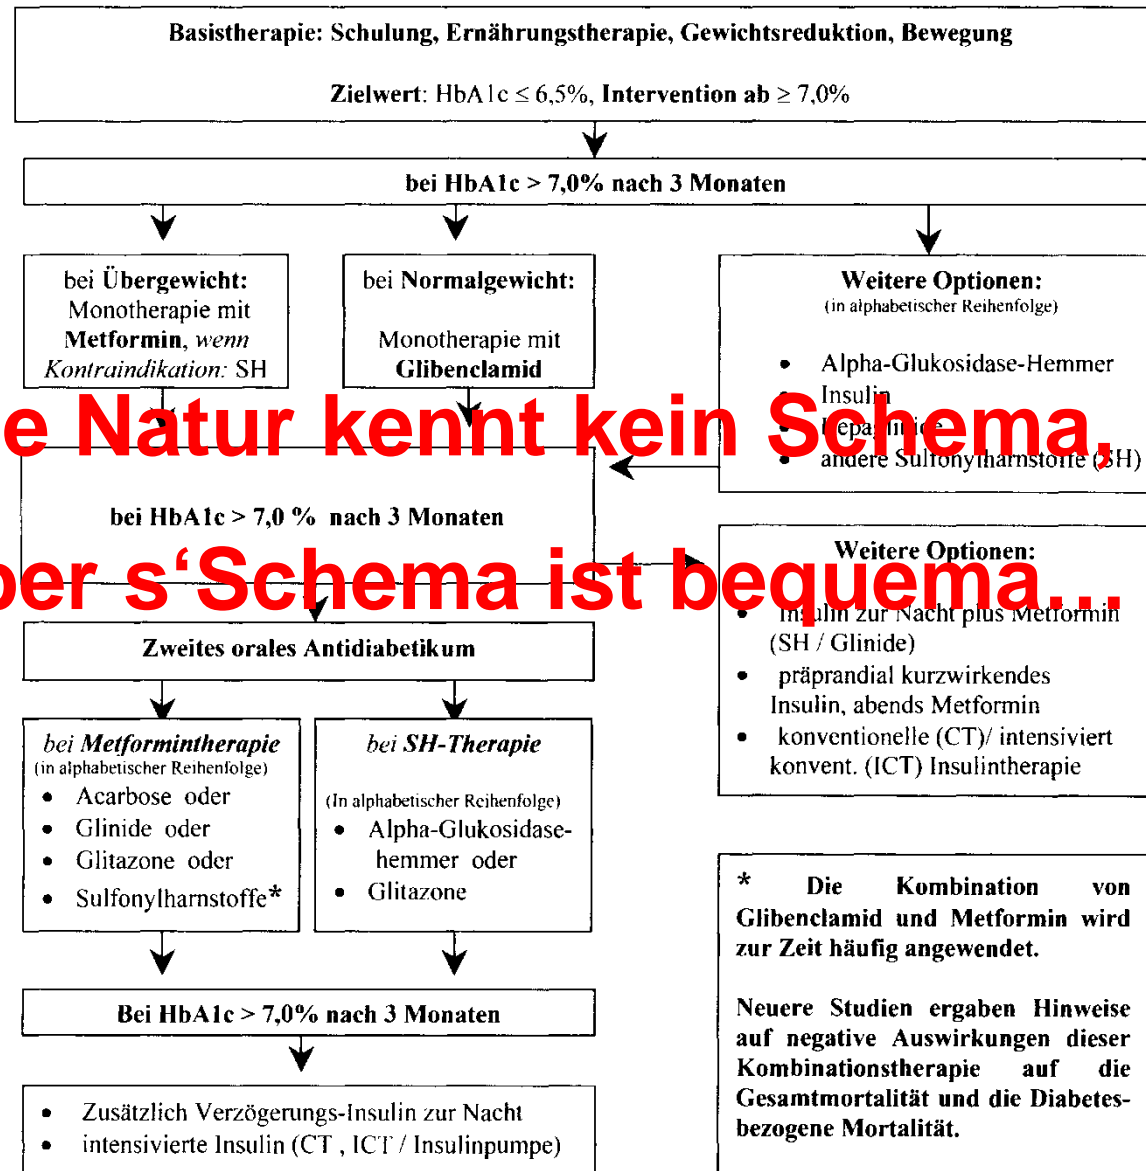 Basistherapie: Schulung, Ernährungstherapie, Gewichtsreduktion, Bewegung
Zielwert: HbA1c ≤ 6,5%, Intervention ab ≥ 7,0%
bei HbA1c > 7,0% nach 3 Monaten
bei Übergewicht:
Monotherapie mit
Metformin, wenn
Kontraindikation: SH
bei Normalgewicht:
Monotherapie mit
Glibenclamid
Weitere Optionen:
(in alphabetischer Reihenfolge)
• Alpha-Glukosidase-Hemmer
• Insulin
• Repaglinide
• andere Sulfonylharnstoffe (SH)
e Natur kennt kein Schema,
bei HbA1c > 7,0 % nach 3 Monaten
ber s‘Schema ist bequema...
Weitere Optionen:
• Insulin zur Nacht plus Metformin
(SH / Glinide)
• präprandial kurzwirkendes
Insulin, abends Metformin
• konventionelle (CT)/ intensiviert
konvent. (ICT) Insulintherapie
Zweites orales Antidiabetikum
bei Metformintherapie
(in alphabetischer Reihenfolge)
• Acarbose oder
• Glinide oder
• Glitazone oder
• Sulfonylharnstoffe*
bei SH-Therapie
(In alphabetischer Reihenfolge)
• Alpha-Glukosidase-
hemmer oder
• Glitazone
* Die Kombination von
Glibenclamid und Metformin wird
zur Zeit häufig angewendet.
Neuere Studien ergaben Hinweise
auf negative Auswirkungen dieser
Kombinationstherapie auf die
Gesamtmortalität und die Diabetes-
bezogene Mortalität.
Bei HbA1c > 7,0% nach 3 Monaten
• Zusätzlich Verzögerungs-Insulin zur Nacht
• intensivierte Insulin (CT , ICT / Insulinpumpe)